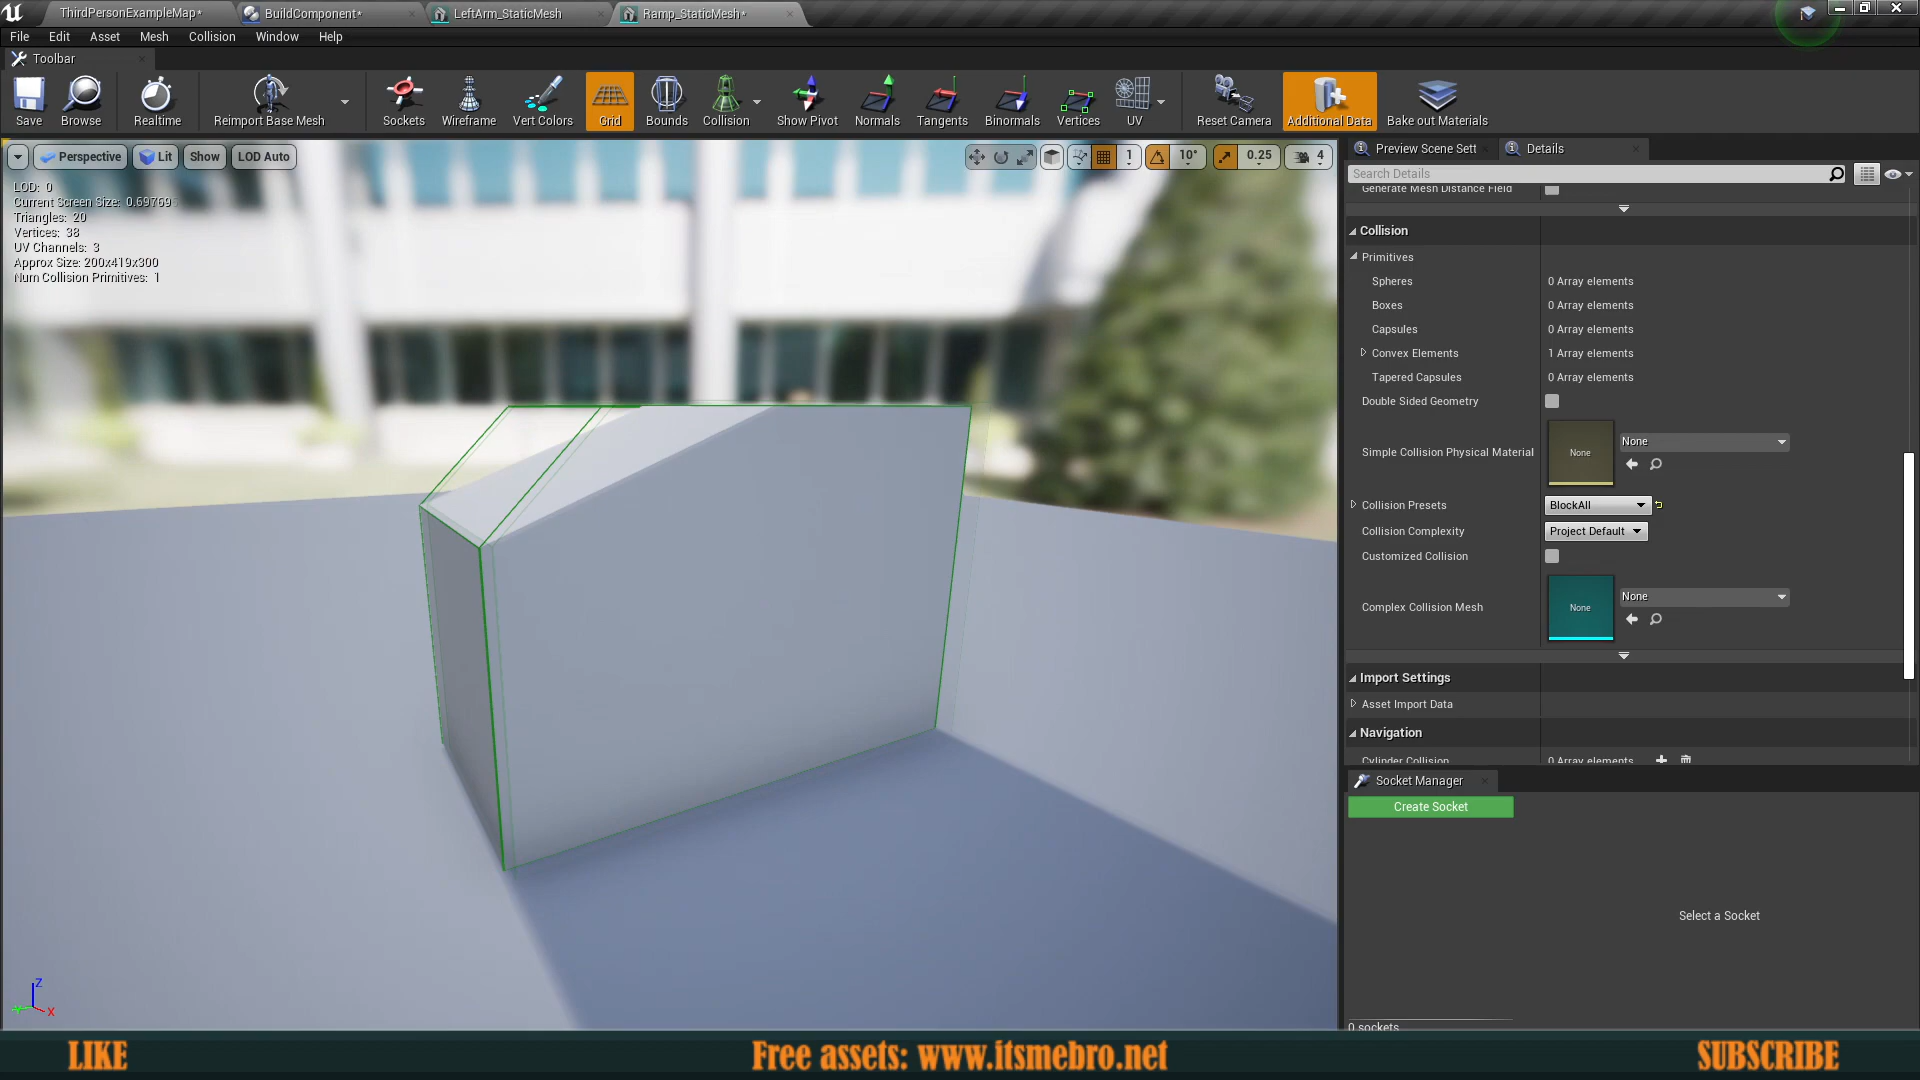 ThirdPersonExampleMap*
BuildComponent*
LeftArm_StaticMesh
Ramp_StaticMesh*
File Edit Asset Mesh Collision Window Help
Toolbar
Save Browse Realtime Reimport Base Mesh Sockets Wireframe Vert Colors Grid Bounds Collision Show Pivot Normals Tangents Binormals Vertices UV Reset Camera Additional Data Bake out Materials
Perspective Lit Show LOD Auto
1 10° 0.25 4
LOD: 0
Current Screen Size: 0.69769
Triangles: 20
Vertices: 38
UV Channels: 3
Approx Size: 200x419x300
Num Collision Primitives: 1
Z
X
Preview Scene Sett
Details
Search Details
Generate Mesh Distance Field
Collision
Primitives
Spheres 0 Array elements
Boxes 0 Array elements
Capsules 0 Array elements
Convex Elements 1 Array elements
Tapered Capsules 0 Array elements
Double Sided Geometry
Simple Collision Physical Material None None
Collision Presets BlockAll
Collision Complexity Project Default
Customized Collision
Complex Collision Mesh None None
Import Settings
Asset Import Data
Navigation
Cylinder Collision 0 Array elements
Socket Manager
Create Socket
Select a Socket
0 sockets
LIKE
Free assets: www.itsmebro.net
SUBSCRIBE